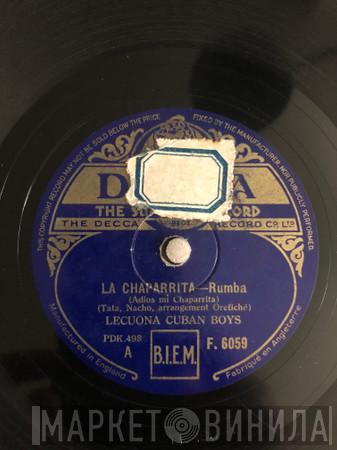 THIS COPYRIGHT RECORD MAY NOT BE SOLD BELOW THE PRICE
FIXED BY THE MANUFACTURER NOR PUBLICLY PERFORMED.
D A
THE RECORD
THE DECCA RECORD CO. LTD.
LA CHAPARRITA—Rumba
(Adios mi Chaparrita)
(Tata, Nacho, arrangement Orefiché)
LECUONA CUBAN BOYS
PDK.498
A
B.I.E.M.
F. 6059
Manufactured in England
Fabriqué en Angleterre
МАРКЕТ ВИНИЛА